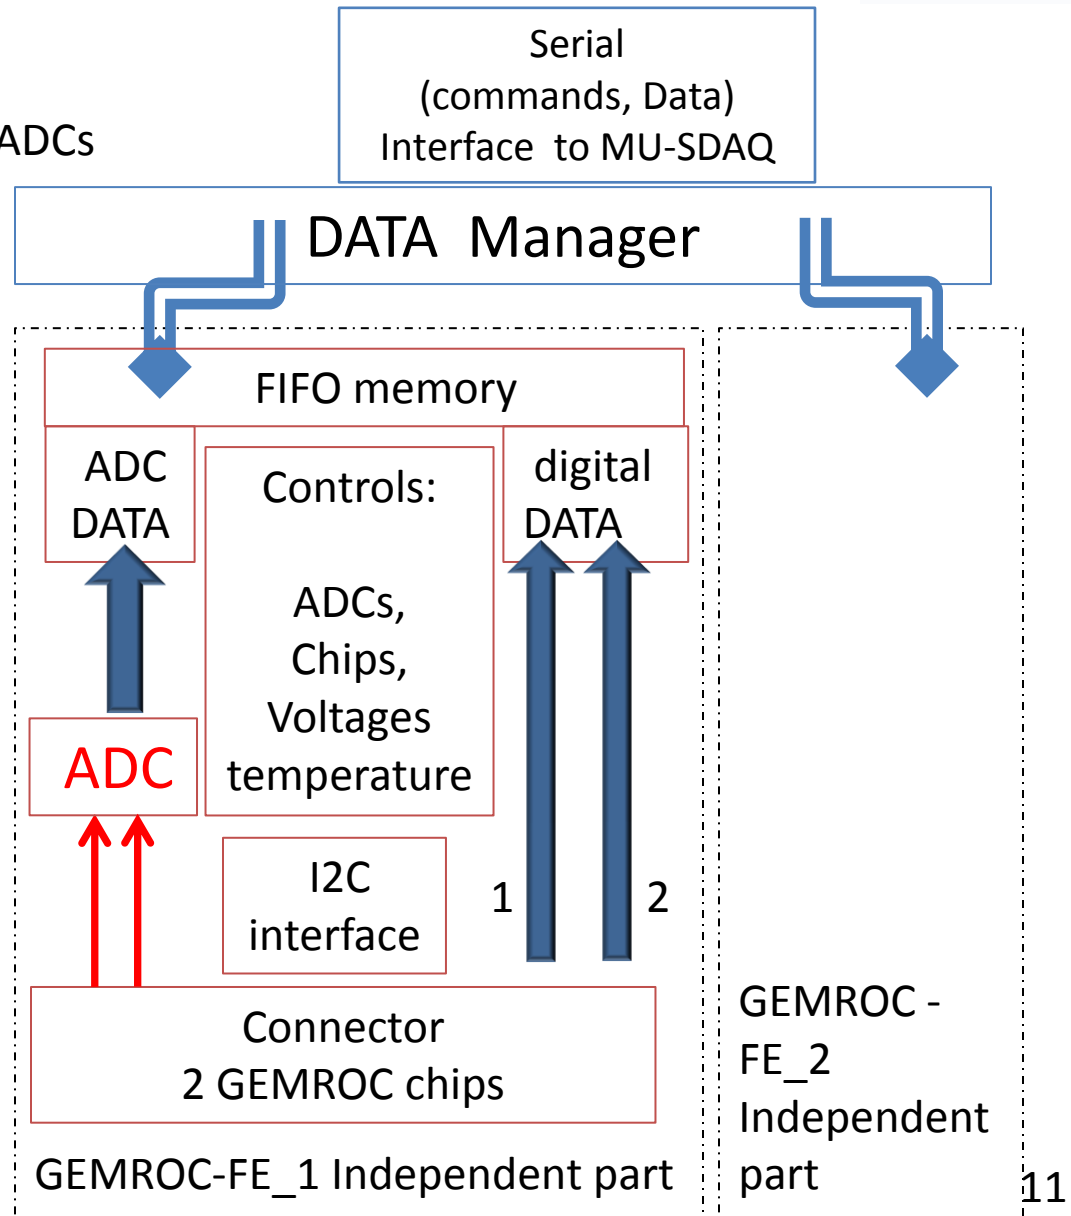 Serial
(commands, Data)
Interface to MU-SDAQ
ADCs
DATA Manager
FIFO memory
ADC
DATA
Controls:
ADCs,
Chips,
Voltages
temperature
digital
DATA
ADC
I2C
interface
1
2
Connector
2 GEMROC chips
GEMROC-FE_1 Independent part
GEMROC -
FE_2
Independent
part
11